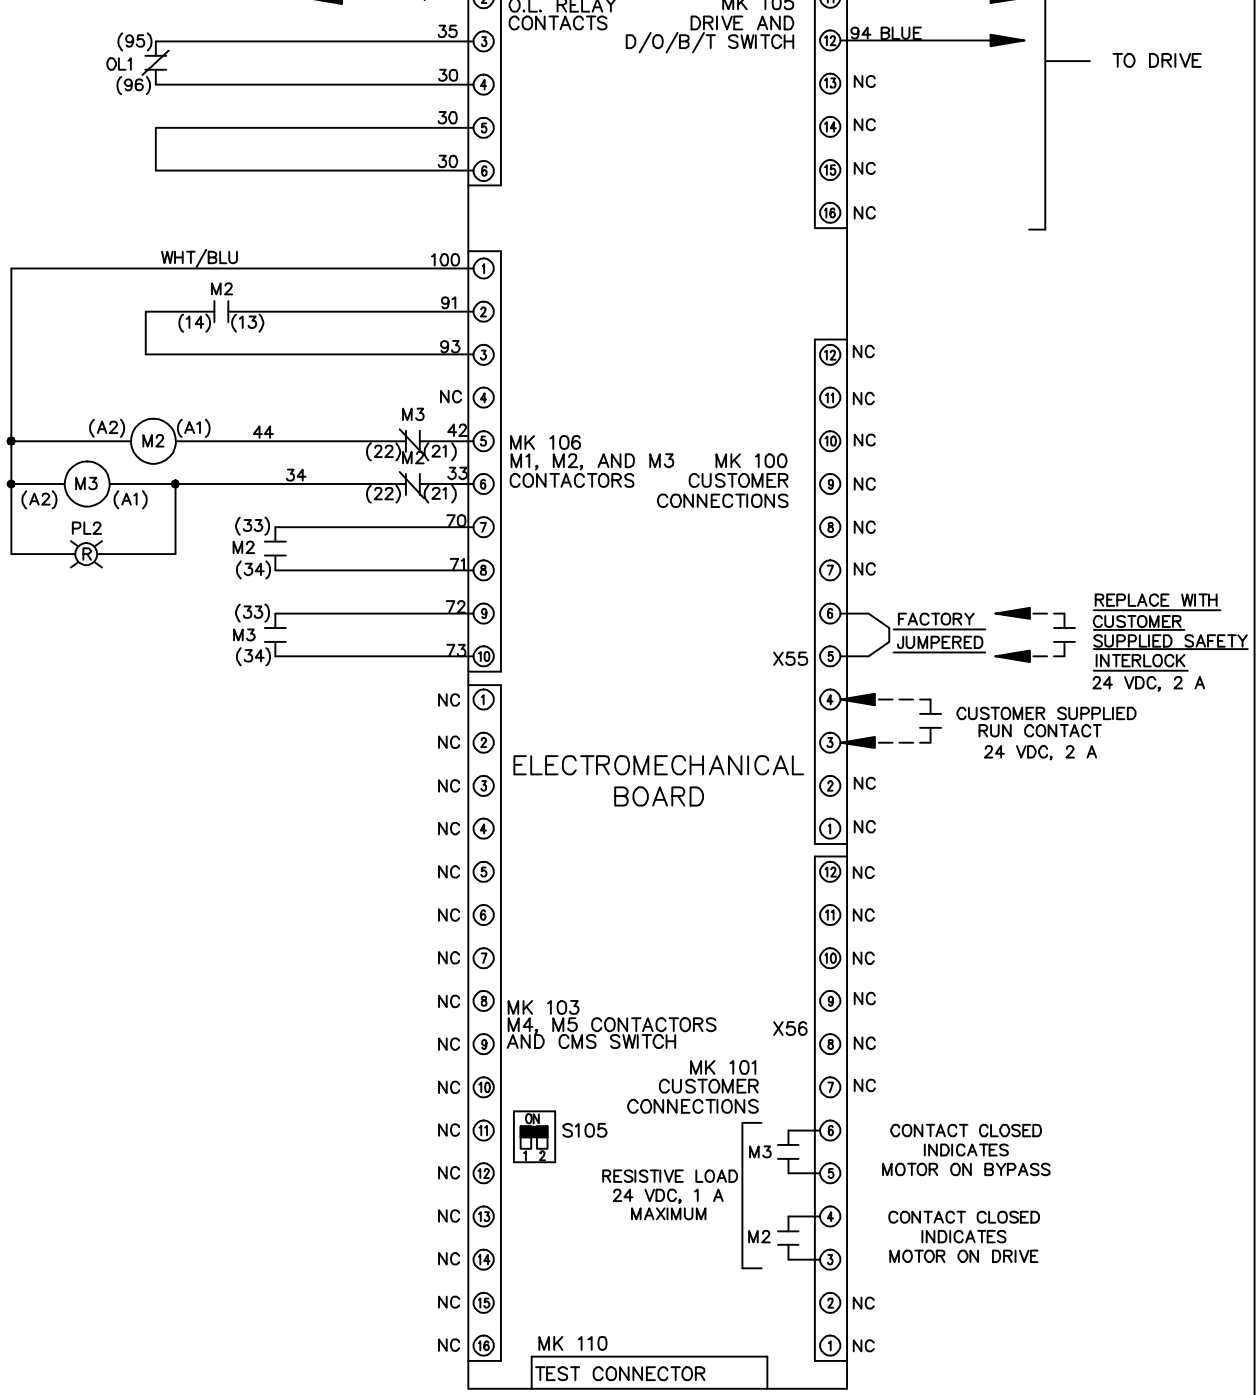 O.L. RELAY
CONTACTS
MK 105
DRIVE AND
D/O/B/T SWITCH
(95)
OL1
(96)
35
3
30
4
30
5
30
6
11
12
94 BLUE
TO DRIVE
13 NC
14 NC
15 NC
16 NC
WHT/BLU
100
1
M2
(14) (13)
91
2
93
3
NC 4
(A2) M2 (A1)
44
M3
(22) (21)
42
5
(A2) M3 (A1)
34
M2
(22) (21)
33
6
PL2
R
(33)
M2
(34)
70
7
71
8
(33)
M3
(34)
72
9
73
10
MK 106
M1, M2, AND M3
CONTACTORS
MK 100
CUSTOMER
CONNECTIONS
12 NC
11 NC
10 NC
9 NC
8 NC
7 NC
6
X55 5
FACTORY
JUMPERED
REPLACE WITH
CUSTOMER
SUPPLIED SAFETY
INTERLOCK
24 VDC, 2 A
4
3
CUSTOMER SUPPLIED
RUN CONTACT
24 VDC, 2 A
2 NC
1 NC
ELECTROMECHANICAL
BOARD
NC 1
NC 2
NC 3
NC 4
NC 5
NC 6
NC 7
NC 8
NC 9
NC 10
NC 11
NC 12
NC 13
NC 14
NC 15
NC 16
MK 103
M4, M5 CONTACTORS
AND CMS SWITCH
ON
1 2
S105
12 NC
11 NC
10 NC
9 NC
X56
8 NC
7 NC
MK 101
CUSTOMER
CONNECTIONS
RESISTIVE LOAD
24 VDC, 1 A
MAXIMUM
M3
6
5
CONTACT CLOSED
INDICATES
MOTOR ON BYPASS
M2
4
3
CONTACT CLOSED
INDICATES
MOTOR ON DRIVE
2 NC
1 NC
MK 110
TEST CONNECTOR